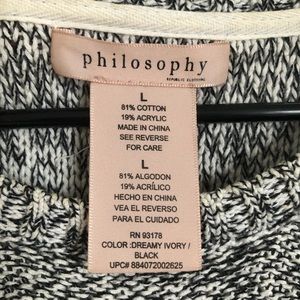 philosophy
REPUBLIC CLOTHING
L
81% COTTON
19% ACRYLIC
MADE IN CHINA
SEE REVERSE
FOR CARE
L
81% ALGODON
19% ACRÍLICO
HECHO EN CHINA
VEA EL REVERSO
PARA EL CUIDADO
RN 93178
COLOR :DREAMY IVORY /
BLACK
UPC# 884072002625